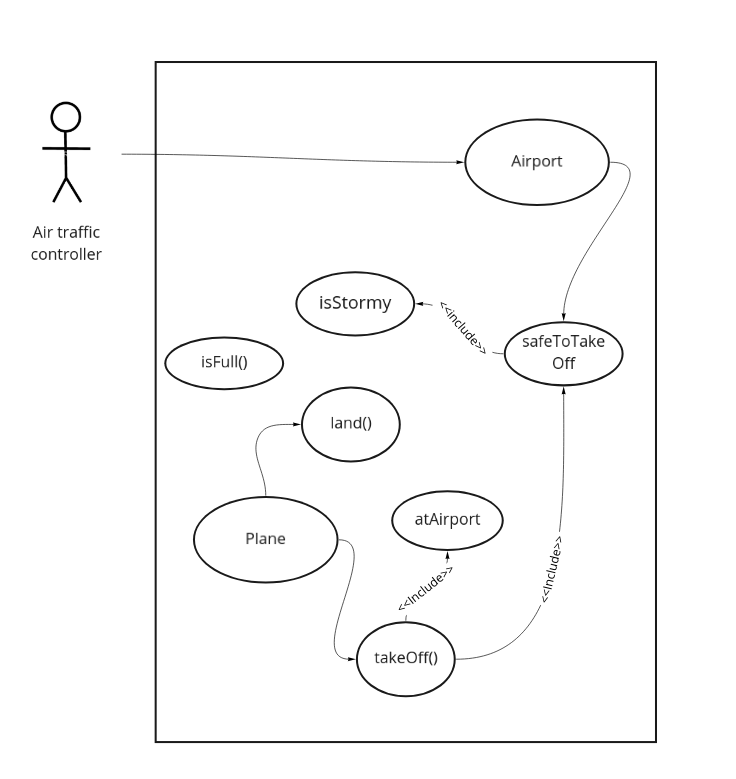 Airport
Air traffic
controller
isStormy
<<include>>
safeToTake
Off
isFull()
land()
atAirport
Plane
<<Include>>
<<Include>>
takeOff()